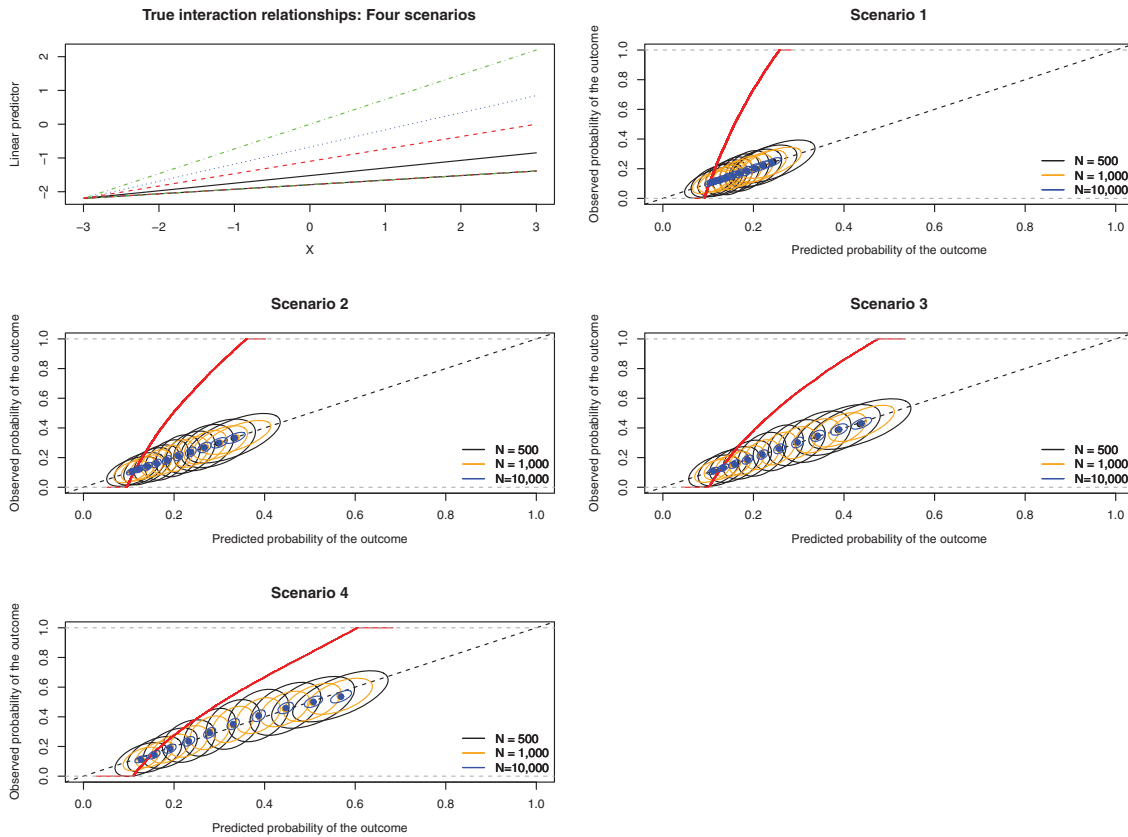 True interaction relationships: Four scenarios
Linear predictor
2
1
0
−1
−2
−3
−2
−1
0
1
2
3
X
Scenario 1
Observed probability of the outcome
1.0
0.8
0.6
0.4
0.2
0.0
N = 500
N = 1,000
N=10,000
0.0
0.2
0.4
0.6
0.8
1.0
Predicted probability of the outcome
Scenario 2
Observed probability of the outcome
1.0
0.8
0.6
0.4
0.2
0.0
N = 500
N = 1,000
N=10,000
0.0
0.2
0.4
0.6
0.8
1.0
Predicted probability of the outcome
Scenario 3
Observed probability of the outcome
1.0
0.8
0.6
0.4
0.2
0.0
N = 500
N = 1,000
N=10,000
0.0
0.2
0.4
0.6
0.8
1.0
Predicted probability of the outcome
Scenario 4
Observed probability of the outcome
1.0
0.8
0.6
0.4
0.2
0.0
N = 500
N = 1,000
N=10,000
0.0
0.2
0.4
0.6
0.8
1.0
Predicted probability of the outcome